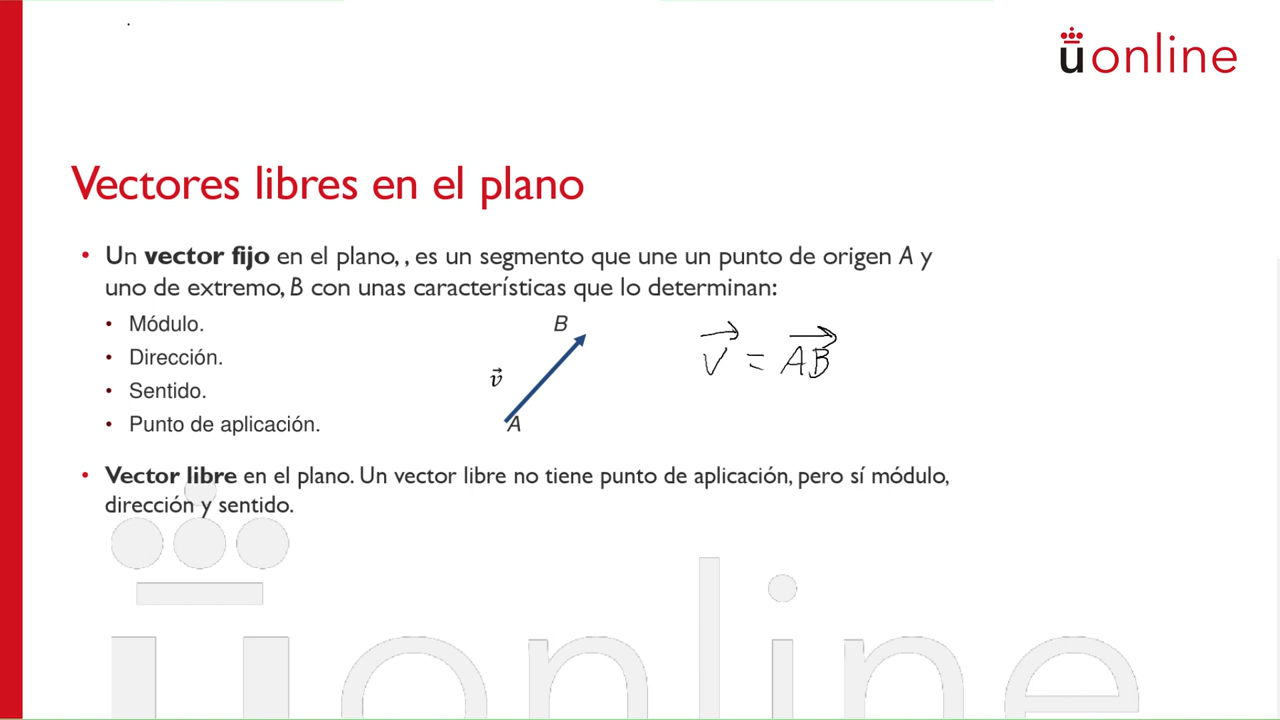 ūonline
Vectores libres en el plano
• Un vector fijo en el plano, , es un segmento que une un punto de origen A y
uno de extremo, B con unas características que lo determinan:
• Módulo.
• Dirección.
• Sentido.
• Punto de aplicación.
B
v⃗
A
v⃗ = A⃗B⃗
• Vector libre en el plano. Un vector libre no tiene punto de aplicación, pero sí módulo,
dirección y sentido.
ūonline